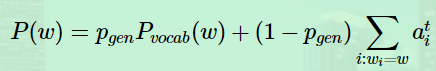 P(w) = p_{gen}P_{vocab}(w) + (1 − p_{gen}) ∑_{i:w_i=w} a_i^t